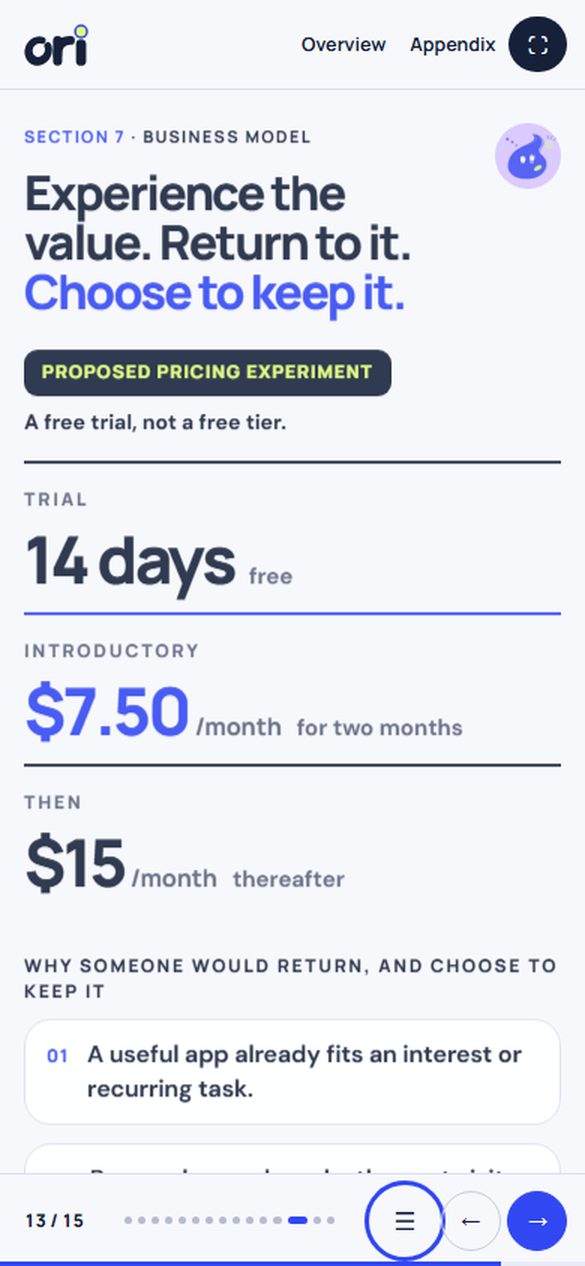 ori
Overview Appendix
SECTION 7 · BUSINESS MODEL
Experience the
value. Return to it.
Choose to keep it.
PROPOSED PRICING EXPERIMENT
A free trial, not a free tier.
TRIAL
14 days free
INTRODUCTORY
$7.50 /month for two months
THEN
$15 /month thereafter
WHY SOMEONE WOULD RETURN, AND CHOOSE TO
KEEP IT
01 A useful app already fits an interest or
recurring task.
13 / 15